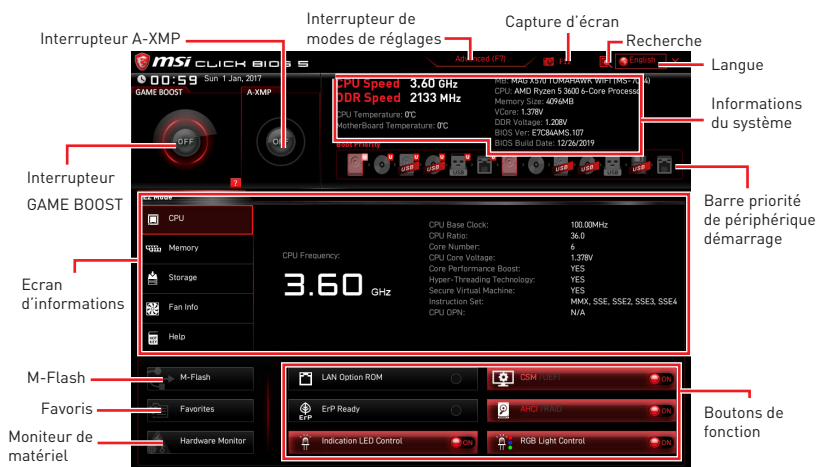 Interrupteur de
modes de réglages
Capture d'écran
Interrupteur A-XMP
Recherche
Langue
msi CLICK BIOS 5
Advanced (F7)
F12
English
00:59 Sun 1 Jan, 2017
GAME BOOST
A-XMP
OFF
OFF
CPU Speed 3.60 GHz
DDR Speed 2133 MHz
CPU Temperature: 0°C
MotherBoard Temperature: 0°C
MB: MAG X570 TOMAHAWK WIFI
CPU: AMD Ryzen 5 3600 6-Core Processor
Memory Size: 4096MB
VCore: 1.378V
DDR Voltage: 1.208V
BIOS Ver: E7C84AMS.107
BIOS Build Date: 12/26/2019
Informations
du système
Boot Priority
U U U U U U
USB USB USB USB USB USB
?
Interrupteur
GAME BOOST
Barre priorité
de périphérique
démarrage
EZ Mode
CPU
Memory
Storage
Fan Info
Help
CPU Frequency:
3.60 GHz
CPU Base Clock: 100.00MHz
CPU Ratio: 36.0
Core Number: 6
CPU Core Voltage: 1.378V
Core Performance Boost: YES
Hyper-Threading Technology: YES
Secure Virtual Machine: YES
Instruction Set: MMX, SSE, SSE2, SSE3, SSE4
CPU OPN: N/A
Ecran
d'informations
M-Flash
Favoris
Moniteur de
matériel
M-Flash
Favorites
Hardware Monitor
LAN Option ROM
CSM /UEFI ON
ErP
ErP Ready
AHCI /RAID ON
Indication LED Control ON
RGB Light Control ON
Boutons de
fonction